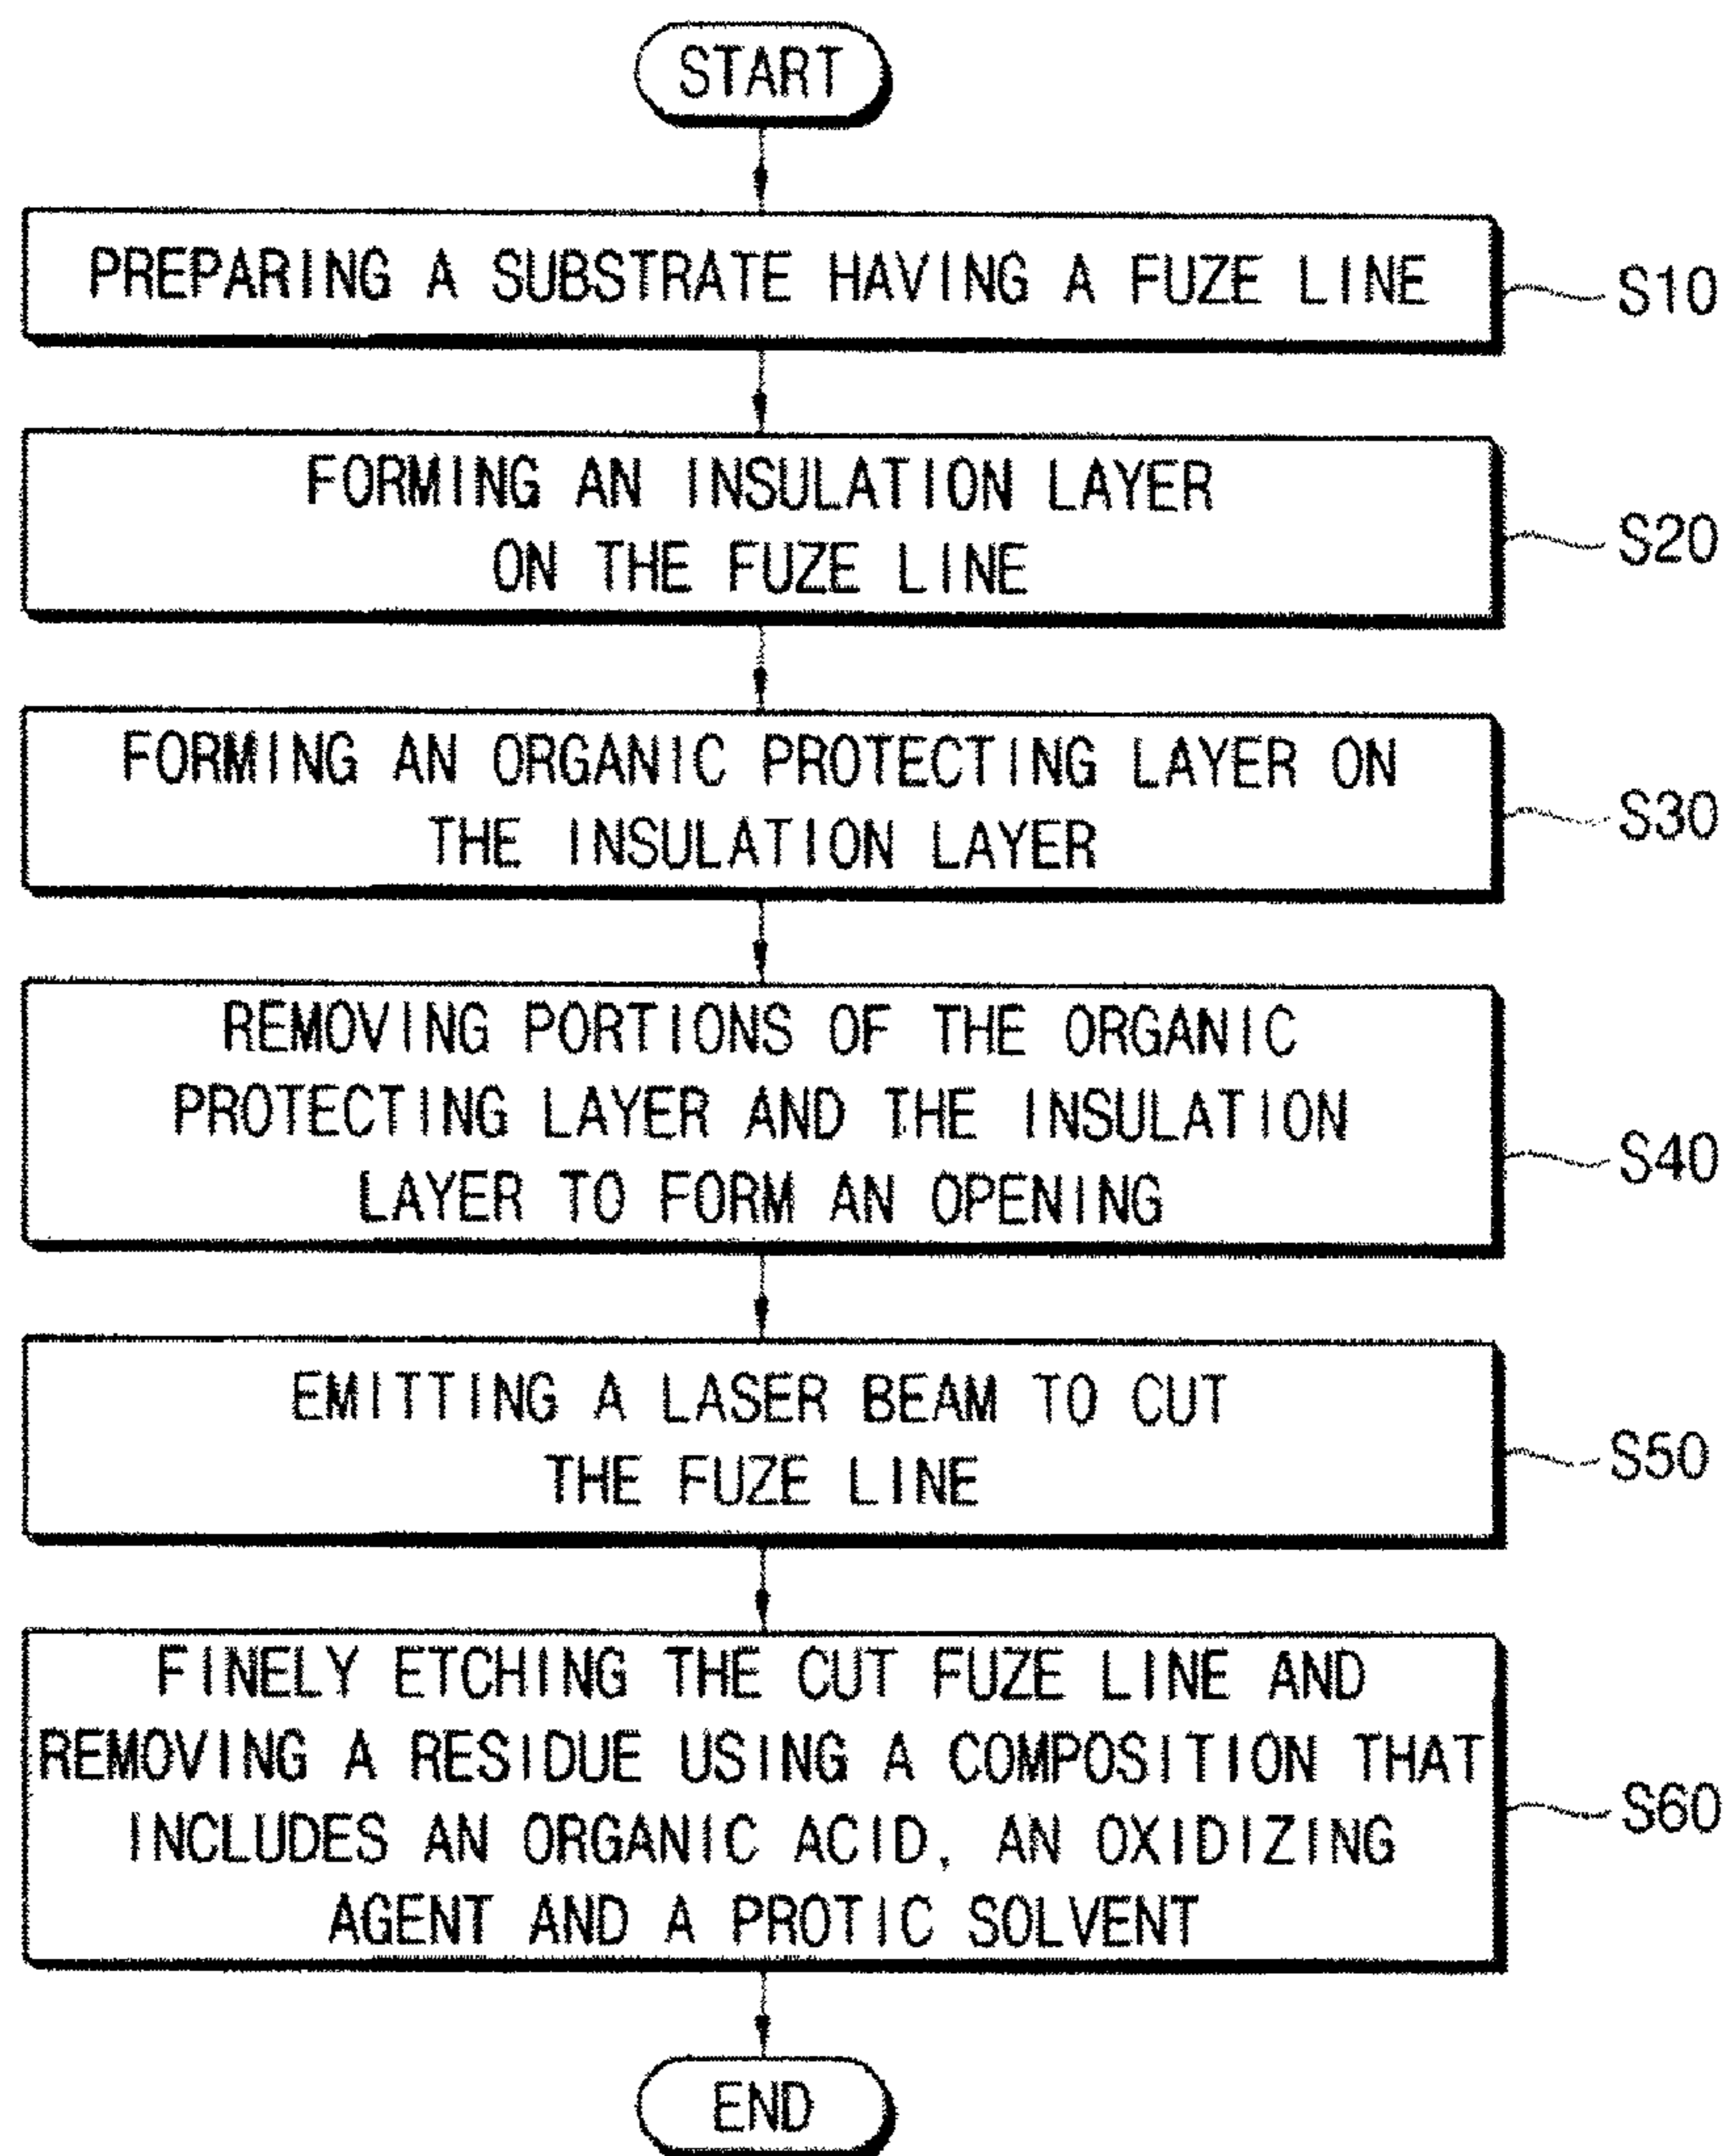 START
PREPARING A SUBSTRATE HAVING A FUZE LINE
S10
FORMING AN INSULATION LAYER
ON THE FUZE LINE
S20
FORMING AN ORGANIC PROTECTING LAYER ON
THE INSULATION LAYER
S30
REMOVING PORTIONS OF THE ORGANIC
PROTECTING LAYER AND THE INSULATION
LAYER TO FORM AN OPENING
S40
EMITTING A LASER BEAM TO CUT
THE FUZE LINE
S50
FINELY ETCHING THE CUT FUZE LINE AND
REMOVING A RESIDUE USING A COMPOSITION THAT
INCLUDES AN ORGANIC ACID, AN OXIDIZING
AGENT AND A PROTIC SOLVENT
S60
END